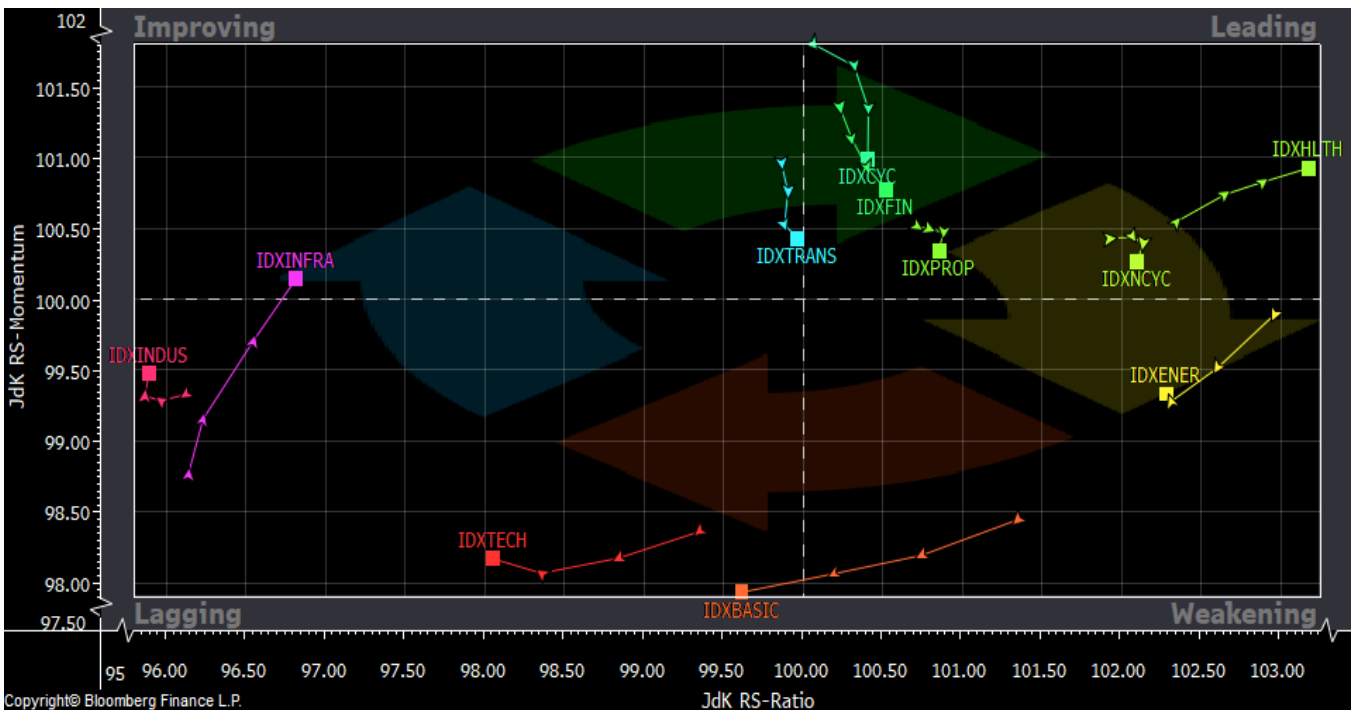 102
Improving
Leading
101.50
101.00
100.50
100.00
99.50
99.00
98.50
98.00
97.50
JdK RS-Momentum
IDXHLTH
IDXCYC
IDXFIN
IDXTRANS
IDXPROP
IDXNCYC
IDXINFRA
IDXINDUS
IDXENER
IDXTECH
IDXBASIC
Lagging
Weakening
95
96.00
96.50
97.00
97.50
98.00
98.50
99.00
99.50
100.00
100.50
101.00
101.50
102.00
102.50
103.00
JdK RS-Ratio
Copyright© Bloomberg Finance L.P.